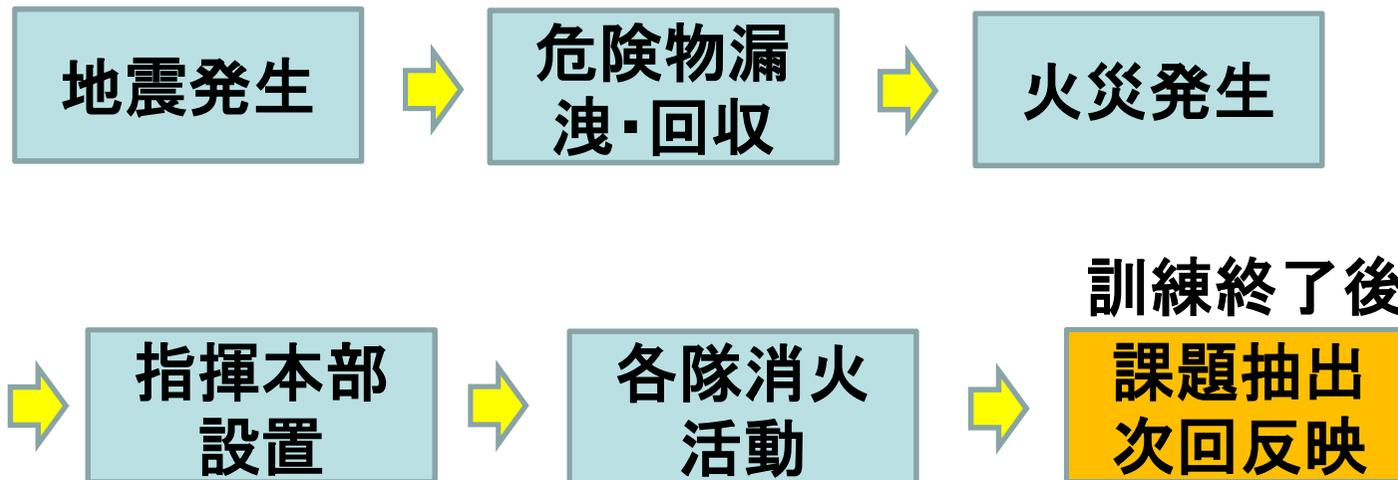 地震発生
危険物漏
洩・回収
火災発生
訓練終了後
指揮本部
設置
各隊消火
活動
課題抽出
次回反映